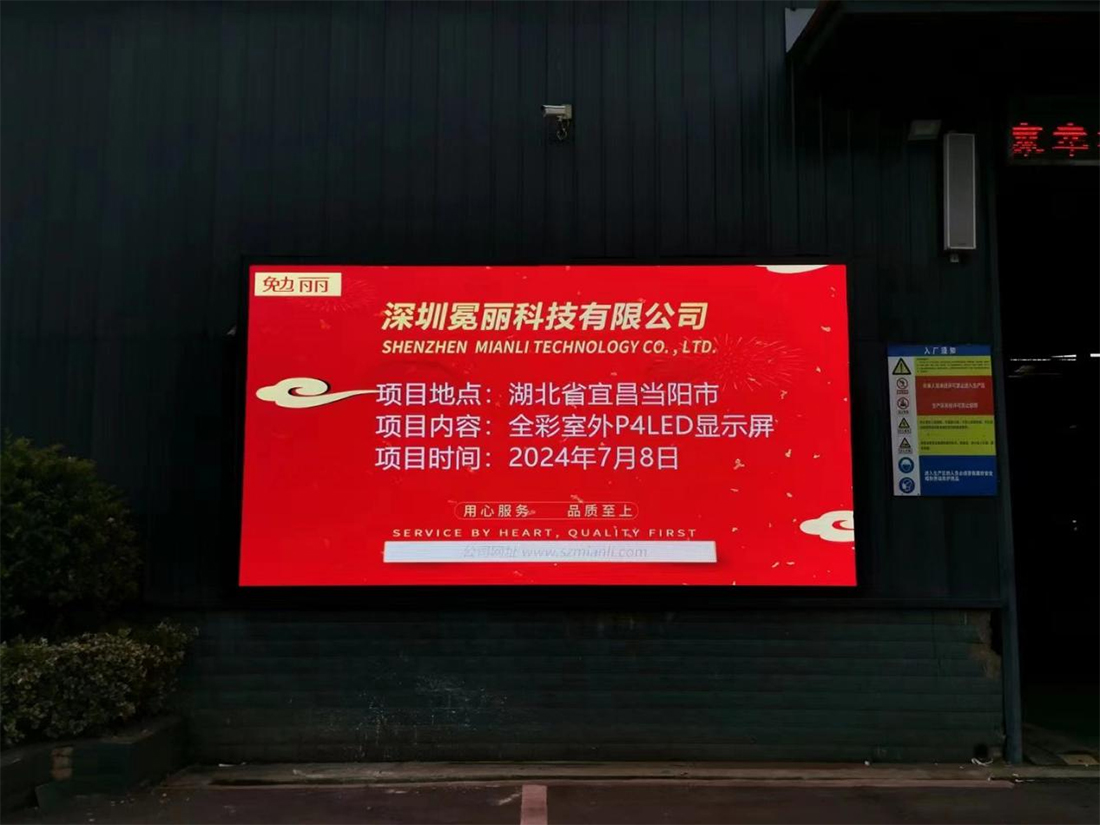 勉丽
深圳冕丽科技有限公司
SHENZHEN MIANLI TECHNOLOGY CO.,LTD.
项目地点：湖北省宜昌当阳市
项目内容：全彩室外P4LED显示屏
项目时间：2024年7月8日
用心服务 品质至上
SERVICE BY HEART, QUALITY FIRST
公司网址 www.szmianli.com
入厂须知